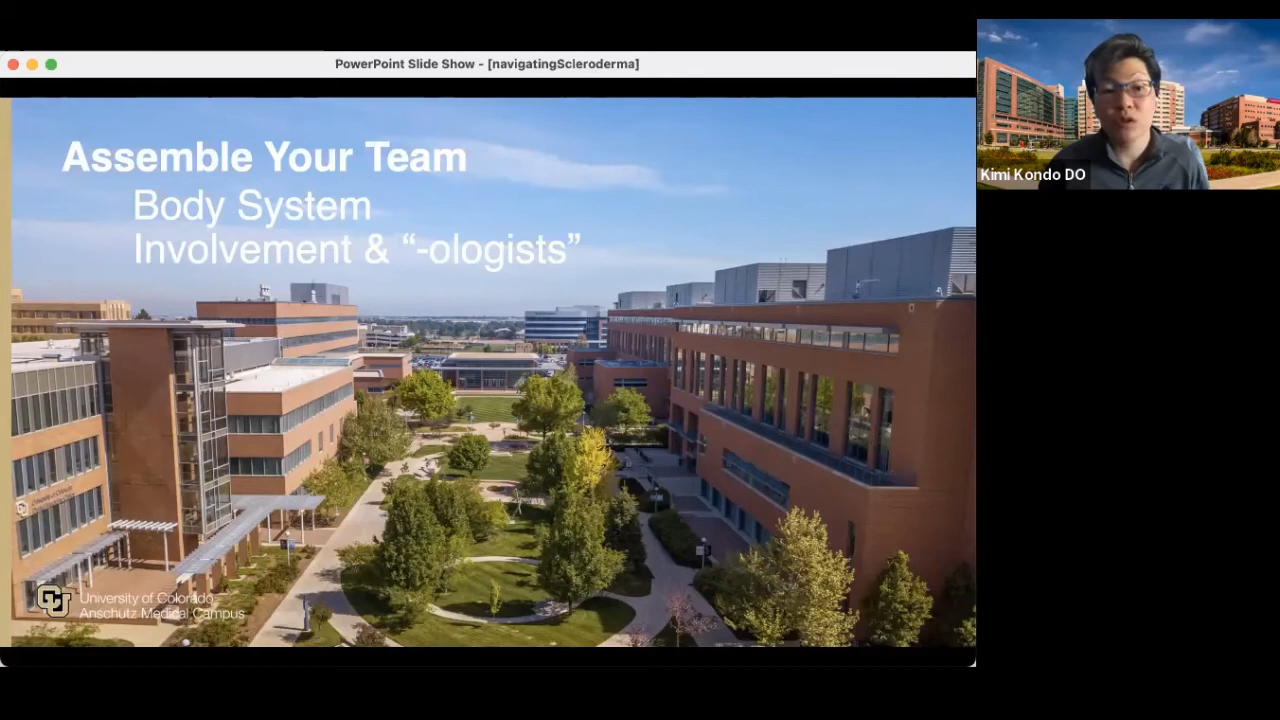 PowerPoint Slide Show - [navigatingScleroderma]
Assemble Your Team
Body System
Involvement & “-ologists”
University of Colorado
Anschutz Medical Campus
Kimi Kondo DO